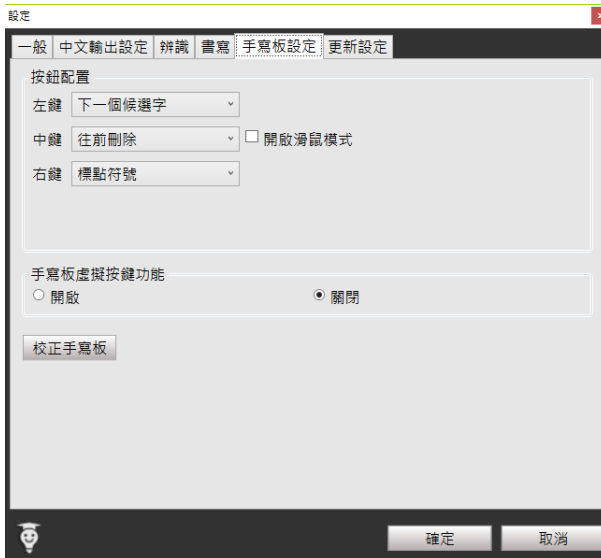 設定
一般 中文輸出設定 辨識 書寫 手寫板設定 更新設定
按鈕配置
左鍵 下一個候選字
中鍵 往前刪除 開啟滑鼠模式
右鍵 標點符號
手寫板虛擬按鍵功能
開啟 關閉
校正手寫板
確定 取消